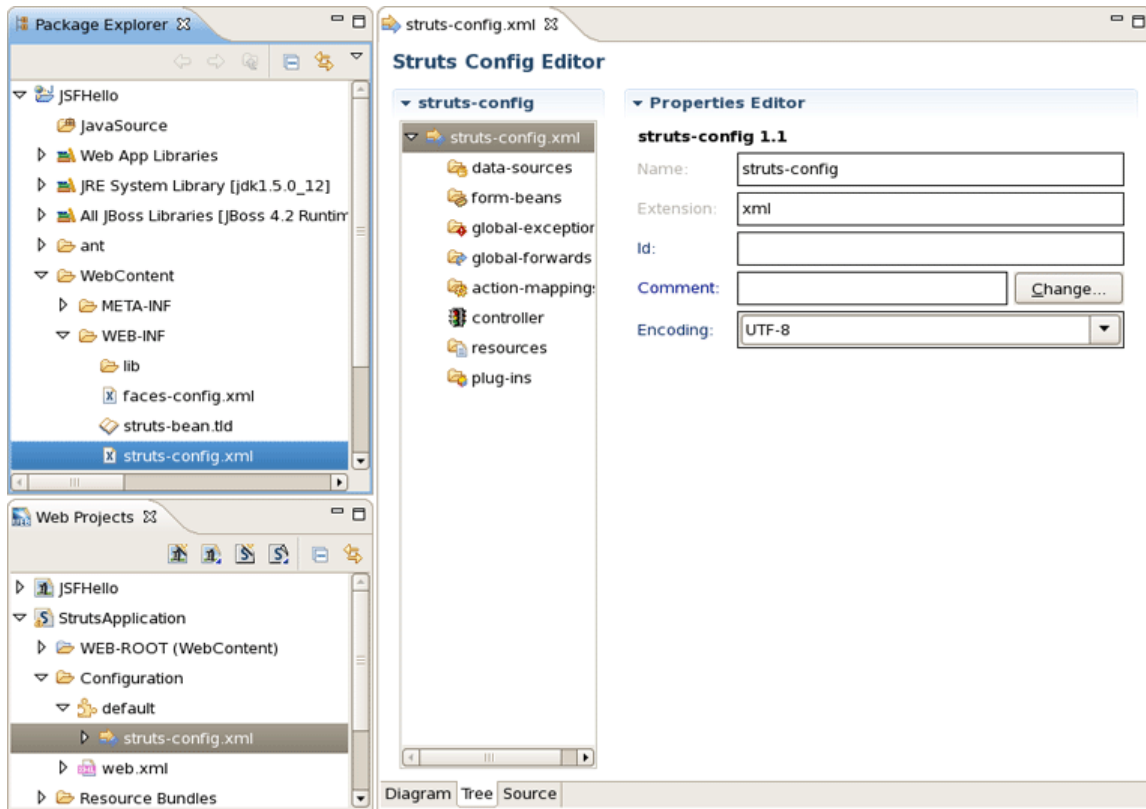 Package Explorer
JSFHello
JavaSource
Web App Libraries
JRE System Library [jdk1.5.0_12]
All JBoss Libraries [JBoss 4.2 Runtim
ant
WebContent
META-INF
WEB-INF
lib
faces-config.xml
struts-bean.tld
struts-config.xml
Web Projects
JSFHello
StrutsApplication
WEB-ROOT (WebContent)
Configuration
default
struts-config.xml
web.xml
Resource Bundles
struts-config.xml
Struts Config Editor
struts-config
struts-config.xml
data-sources
form-beans
global-exception
global-forwards
action-mappings
controller
resources
plug-ins
Properties Editor
struts-config 1.1
Name: struts-config
Extension: xml
Id:
Comment: Change...
Encoding: UTF-8
Diagram Tree Source